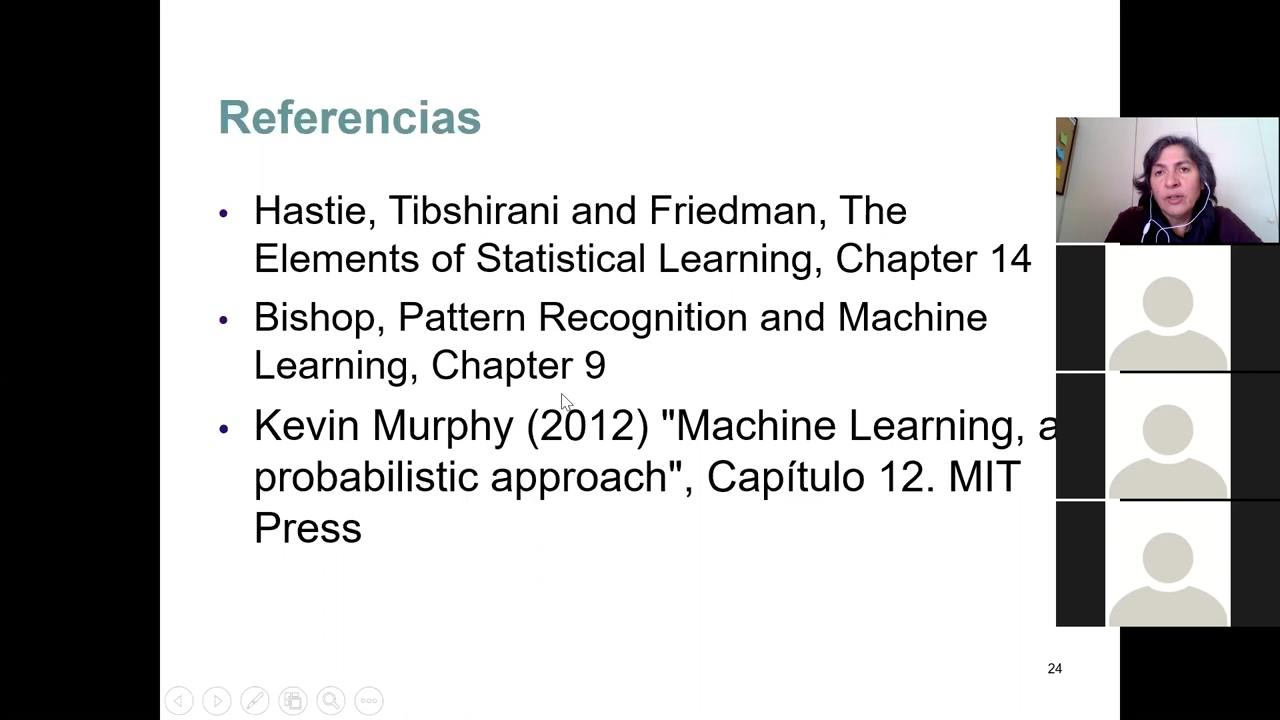 Referencias
• Hastie, Tibshirani and Friedman, The
Elements of Statistical Learning, Chapter 14
• Bishop, Pattern Recognition and Machine
Learning, Chapter 9
• Kevin Murphy (2012) "Machine Learning, a
probabilistic approach", Capítulo 12. MIT
Press
24